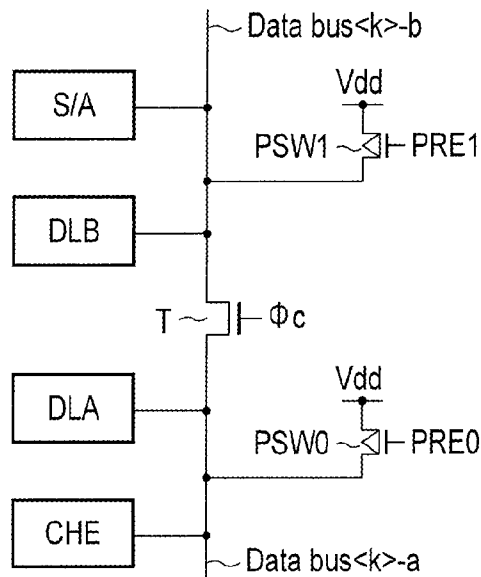 Data bus<k>-b
S/A
Vdd
PSW1
PRE1
DLB
T
Φc
DLA
Vdd
PSW0
PRE0
CHE
Data bus<k>-a